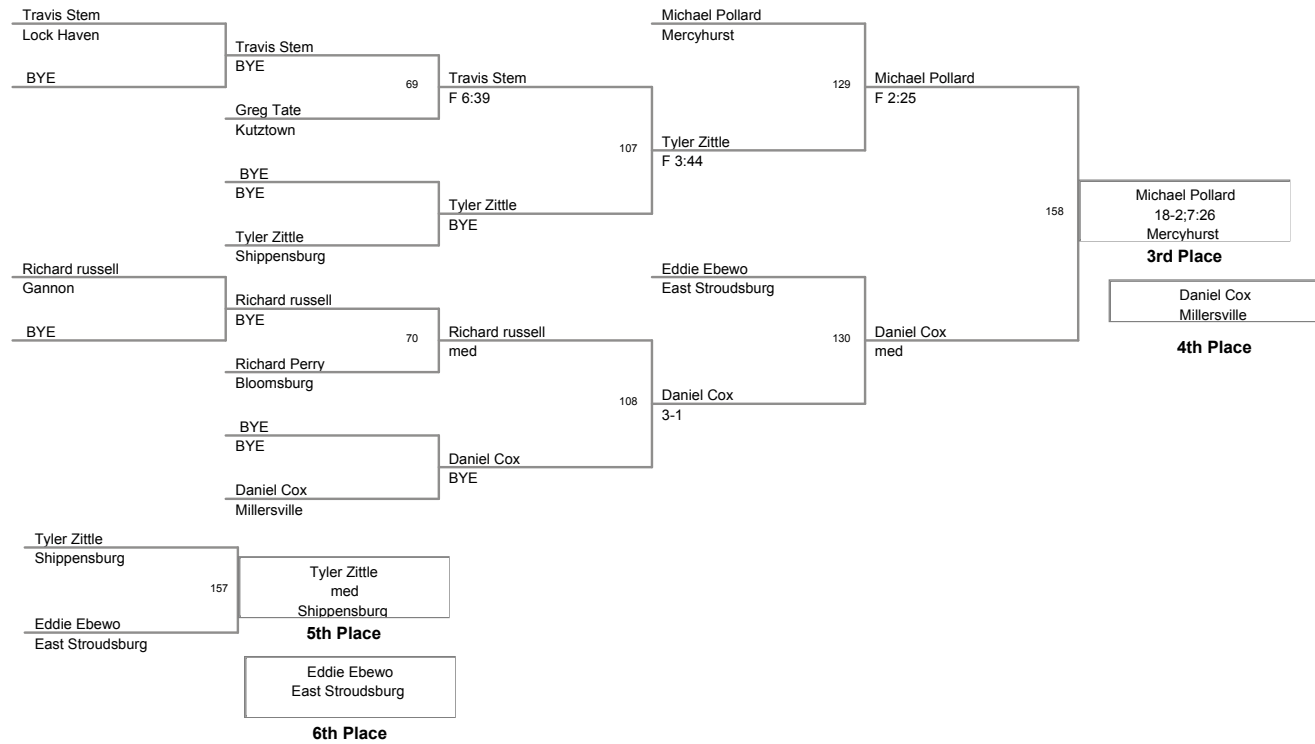 Travis Stem
Lock Haven
BYE
Travis Stem
BYE
69
Greg Tate
Kutztown
Travis Stem
F 6:39
BYE
BYE
Tyler Zittle
Shippensburg
Tyler Zittle
BYE
107
Michael Pollard
Mercyhurst
Tyler Zittle
F 3:44
129
Michael Pollard
F 2:25
Richard russell
Gannon
BYE
Richard russell
BYE
70
Richard Perry
Bloomsburg
Richard russell
med
BYE
BYE
Daniel Cox
Millersville
Daniel Cox
BYE
108
Eddie Ebewo
East Stroudsburg
Daniel Cox
3-1
130
Daniel Cox
med
158
Michael Pollard
18-2;7:26
Mercyhurst
3rd Place
Daniel Cox
Millersville
4th Place
Tyler Zittle
Shippensburg
157
Eddie Ebewo
East Stroudsburg
Tyler Zittle
med
Shippensburg
5th Place
Eddie Ebewo
East Stroudsburg
6th Place